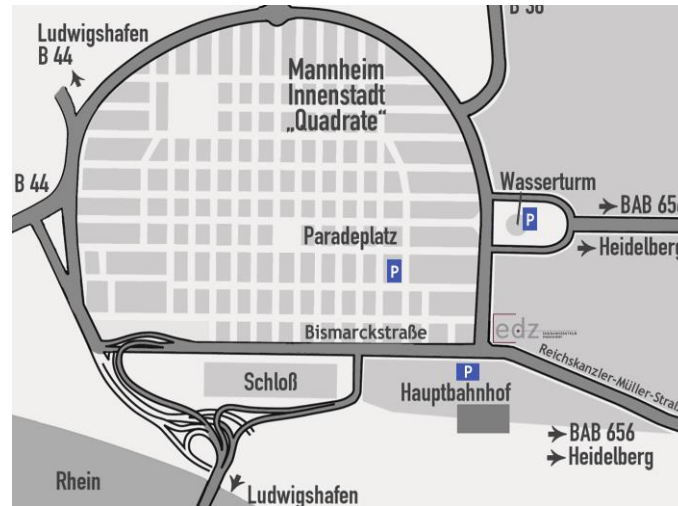 B 36
Ludwigshafen
B 44
Mannheim
Innenstadt
„Quadrate“
B 44
Wasserturm
P
BAB 656
Heidelberg
Paradeplatz
P
Bismarckstraße
edz
Reichskanzler-Müller-Straß
Schloß
P
Hauptbahnhof
BAB 656
Heidelberg
Rhein
Ludwigshafen